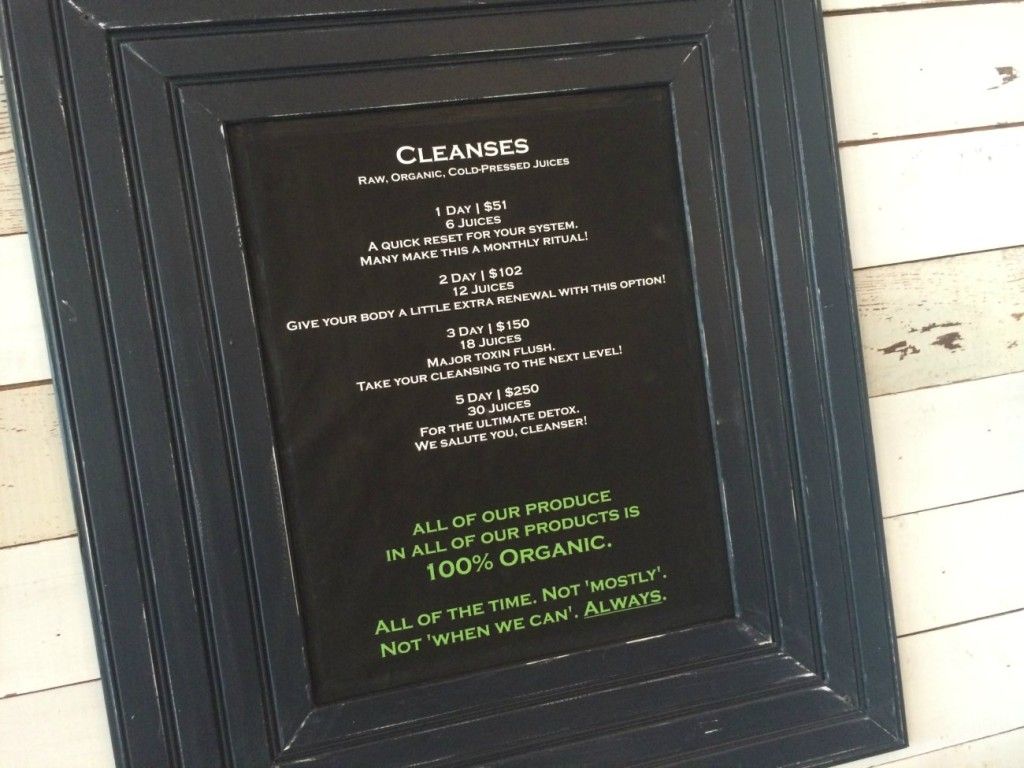 Cleanses
Raw, Organic, Cold-Pressed Juices
1 Day | $51
6 Juices
A quick reset for your system.
Many make this a monthly ritual!
2 Day | $102
12 Juices
Give your body a little extra renewal with this option!
3 Day | $150
18 Juices
Major toxin flush.
Take your cleansing to the next level!
5 Day | $250
30 Juices
For the ultimate detox.
We salute you, cleanser!
all of our produce
in all of our products is
100% Organic.
All of the time. Not 'mostly'.
Not 'when we can'. Always.